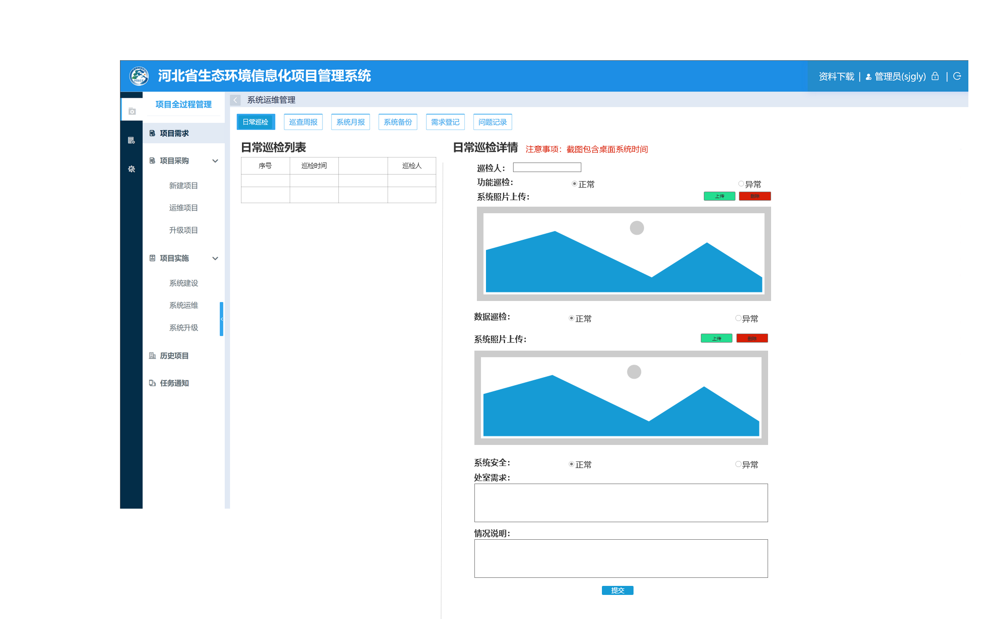 河北省生态环境信息化项目管理系统
资料下载 | 管理员(sjgly) |
HBEE
项目全过程管理
系统运维管理
日常巡检 巡查周报 系统月报 系统备份 需求登记 问题记录
项目需求
项目采购
新建项目
运维项目
升级项目
项目实施
系统建设
系统运维
系统升级
历史项目
任务通知
日常巡检列表
序号 巡检时间 巡检人
日常巡检详情 注意事项：截图包含桌面系统时间
巡检人：
功能巡检： 正常 异常
系统照片上传： 上传 删除
数据巡检： 正常 异常
系统照片上传： 上传 删除
系统安全： 正常 异常
处室需求：
情况说明：
提交